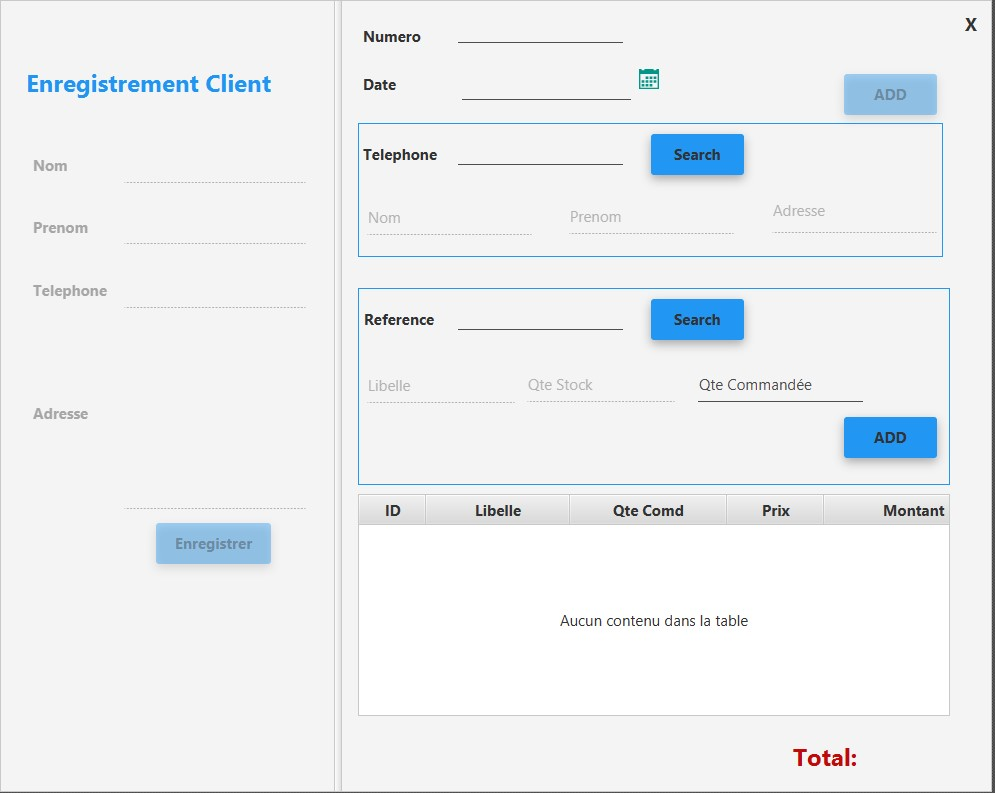 Enregistrement Client
Nom
Prenom
Telephone
Adresse
Enregistrer
X
Numero
Date
ADD
Telephone
Search
Nom
Prenom
Adresse
Reference
Search
Libelle
Qte Stock
Qte Commandée
ADD
ID
Libelle
Qte Comd
Prix
Montant
Aucun contenu dans la table
Total: